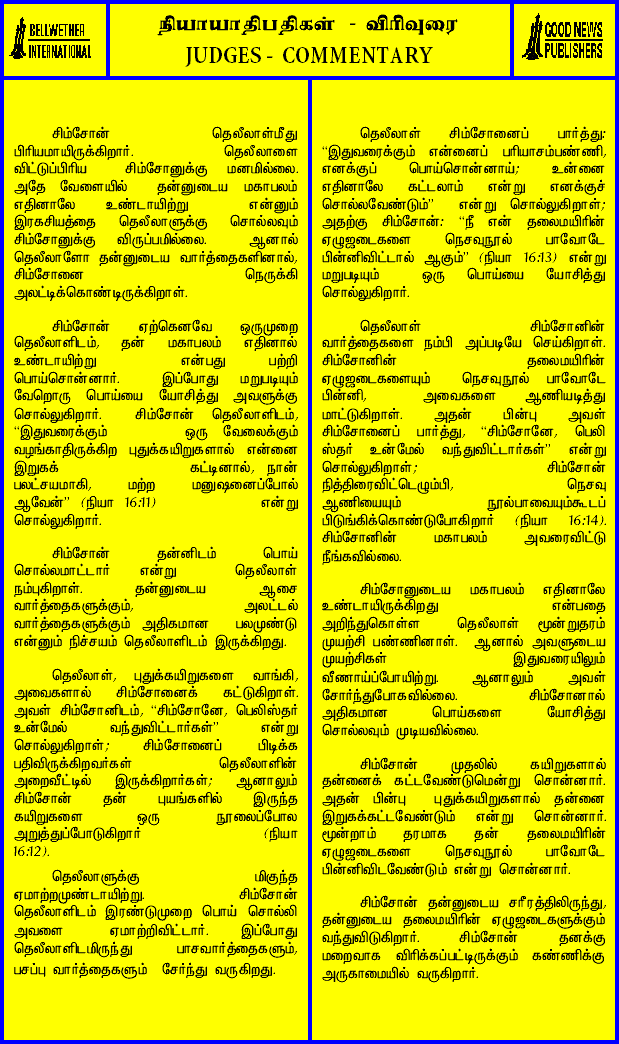 BELLWETHER
INTERNATIONAL
நியாயாதிபதிகள் - விரிவுரை
JUDGES - COMMENTARY
GOOD NEWS
PUBLISHERS
சிம்சோன் தெலீலாள்மீது
பிரியமாயிருக்கிறார். தெலீலாளை
விட்டுப்பிரிய சிம்சோனுக்கு மனமில்லை.
அதே வேளையில் தன்னுடைய மகாபலம்
எதினாலே உண்டாயிற்று என்னும்
இரகசியத்தை தெலீலாளுக்கு சொல்லவும்
சிம்சோனுக்கு விருப்பமில்லை. ஆனால்
தெலீலாளோ தன்னுடைய வார்த்தைகளினால்,
சிம்சோனை நெருக்கி
அலட்டிக்கொண்டிருக்கிறாள்.
சிம்சோன் ஏற்கெனவே ஒருமுறை
தெலீலாளிடம், தன் மகாபலம் எதினால்
உண்டாயிற்று என்பது பற்றி
பொய்சொன்னார். இப்போது மறுபடியும்
வேறொரு பொய்யை யோசித்து அவளுக்கு
சொல்லுகிறார். சிம்சோன் தெலீலாளிடம்,
“இதுவரைக்கும் ஒரு வேலைக்கும்
வழங்காதிருக்கிற புதுக்கயிறுகளால் என்னை
இறுகக் கட்டினால், நான்
பலட்சயமாகி, மற்ற மனுஷனைப்போல்
ஆவேன்” (நியா 16:11) என்று
சொல்லுகிறார்.
சிம்சோன் தன்னிடம் பொய்
சொல்லமாட்டார் என்று தெலீலாள்
நம்புகிறாள். தன்னுடைய ஆசை
வார்த்தைகளுக்கும், அலட்டல்
வார்த்தைகளுக்கும் அதிகமான பலமுண்டு
என்னும் நிச்சயம் தெலீலாளிடம் இருக்கிறது.
தெலீலாள், புதுக்கயிறுகளை வாங்கி,
அவைகளால் சிம்சோனைக் கட்டுகிறாள்.
அவள் சிம்சோனிடம், “சிம்சோனே, பெலிஸ்தர்
உன்மேல் வந்துவிட்டார்கள்” என்று
சொல்லுகிறாள்; சிம்சோனைப் பிடிக்க
பதிவிருக்கிறவர்கள் தெலீலாளின்
அறைவீட்டில் இருக்கிறார்கள்; ஆனாலும்
சிம்சோன் தன் புயங்களில் இருந்த
கயிறுகளை ஒரு நூலைப்போல
அறுத்துப்போடுகிறார் (நியா
16:12).
தெலீலாளுக்கு மிகுந்த
ஏமாற்றமுண்டாயிற்று. சிம்சோன்
தெலீலாளிடம் இரண்டுமுறை பொய் சொல்லி
அவளை ஏமாற்றிவிட்டார். இப்போது
தெலீலாளிடமிருந்து பாசவார்த்தைகளும்,
பசப்பு வார்த்தைகளும் சேர்ந்து வருகிறது.
தெலீலாள் சிம்சோனைப் பார்த்து:
“இதுவரைக்கும் என்னைப் பரியாசம்பண்ணி,
எனக்குப் பொய்சொன்னாய்; உன்னை
எதினாலே கட்டலாம் என்று எனக்குச்
சொல்லவேண்டும்” என்று சொல்லுகிறாள்;
அதற்கு சிம்சோன்: “நீ என் தலைமயிரின்
ஏழுஜடைகளை நெசவுநூல் பாவோடே
பின்னிவிட்டால் ஆகும்” (நியா 16:13) என்று
மறுபடியும் ஒரு பொய்யை யோசித்து
சொல்லுகிறார்.
தெலீலாள் சிம்சோனின்
வார்த்தைகளை நம்பி அப்படியே செய்கிறாள்.
சிம்சோனின் தலைமயிரின்
ஏழுஜடைகளையும் நெசவுநூல் பாவோடே
பின்னி, அவைகளை ஆணியடித்து
மாட்டுகிறாள். அதன் பின்பு அவள்
சிம்சோனைப் பார்த்து, “சிம்சோனே, பெலி
ஸ்தர் உன்மேல் வந்துவிட்டார்கள்” என்று
சொல்லுகிறாள்; சிம்சோன்
நித்திரைவிட்டெழும்பி, நெசவு
ஆணியையும் நூல்பாவையும்கூடப்
பிடுங்கிக்கொண்டுபோகிறார் (நியா 16:14).
சிம்சோனின் மகாபலம் அவரைவிட்டு
நீங்கவில்லை.
சிம்சோனுடைய மகாபலம் எதினாலே
உண்டாயிருக்கிறது என்பதை
அறிந்துகொள்ள தெலீலாள் மூன்றுதரம்
முயற்சி பண்ணினாள். ஆனால் அவளுடைய
முயற்சிகள் இதுவரையிலும்
வீணாய்ப்போயிற்று. ஆனாலும் அவள்
சோர்ந்துபோகவில்லை. சிம்சோனால்
அதிகமான பொய்களை யோசித்து
சொல்லவும் முடியவில்லை.
சிம்சோன் முதலில் கயிறுகளால்
தன்னைக் கட்டவேண்டுமென்று சொன்னார்.
அதன் பின்பு புதுக்கயிறுகளால் தன்னை
இறுகக்கட்டவேண்டும் என்று சொன்னார்.
மூன்றாம் தரமாக தன் தலைமயிரின்
ஏழுஜடைகளை நெசவுநூல் பாவோடே
பின்னிவிடவேண்டும் என்று சொன்னார்.
சிம்சோன் தன்னுடைய சரீரத்திலிருந்து,
தன்னுடைய தலைமயிரின் ஏழுஜடைகளுக்கும்
வந்துவிடுகிறார். சிம்சோன் தனக்கு
மறைவாக விரிக்கப்பட்டிருக்கும் கண்ணிக்கு
அருகாமையில் வருகிறார்.